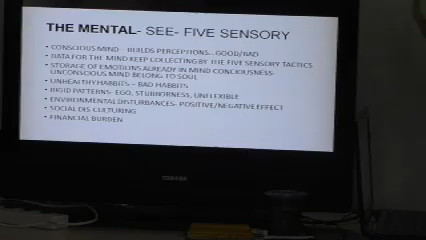 THE MENTAL- SEE- FIVE SENSORY
• CONSCIOUS MIND - BUILDS PERCEPTIONS.. GOOD/BAD
• DATA FOR THE MIND KEEP COLLECTING BY THE FIVE SENSORY TACTICS
• STORAGE OF EMOTIONS ALREADY IN MIND CONCIOUSNESS-
UNCONSCIOUS MIND BELONG TO SOUL
• UNHEALTHY HABITS – BAD HABITS
• RIGID PATTERNS- EGO, STUBBORNESS, UNFLEXIBLE
• ENVIRONMENTAL DISTURBANCES- POSITIVE/NEGATIVE EFFECT
• SOCIAL DIS-CULTURING
• FINANCIAL BURDEN
TOSHIBA